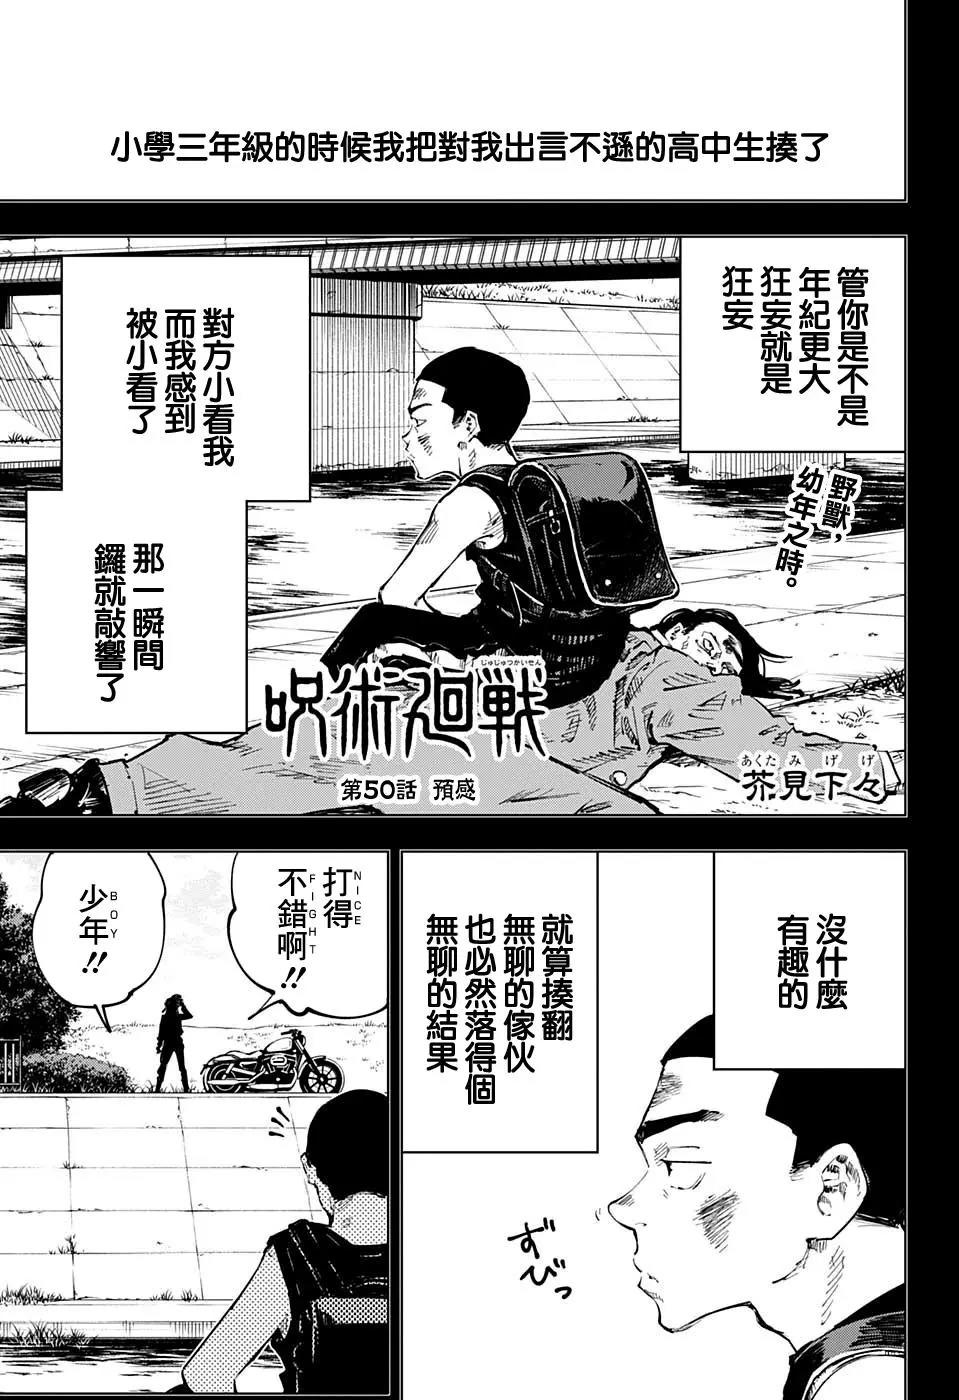 小學三年級的時候我把對我出言不遜的高中生揍了
管你是不是
年紀更大
狂妄就是
狂妄
野獸，
幼年之時。
對方小看我
而我感到
被小看了
那一瞬間
鑼就敲響了
じゅじゅつかいせん
呪術廻戦
第50話 預感
あくたみげげ
芥見下々
沒什麼
有趣的
就算揍翻
無聊的傢伙
也必然落得個
無聊的結果
ずびっ
NICE
打得
FIGHT
不錯啊!!
BOY
少年!!